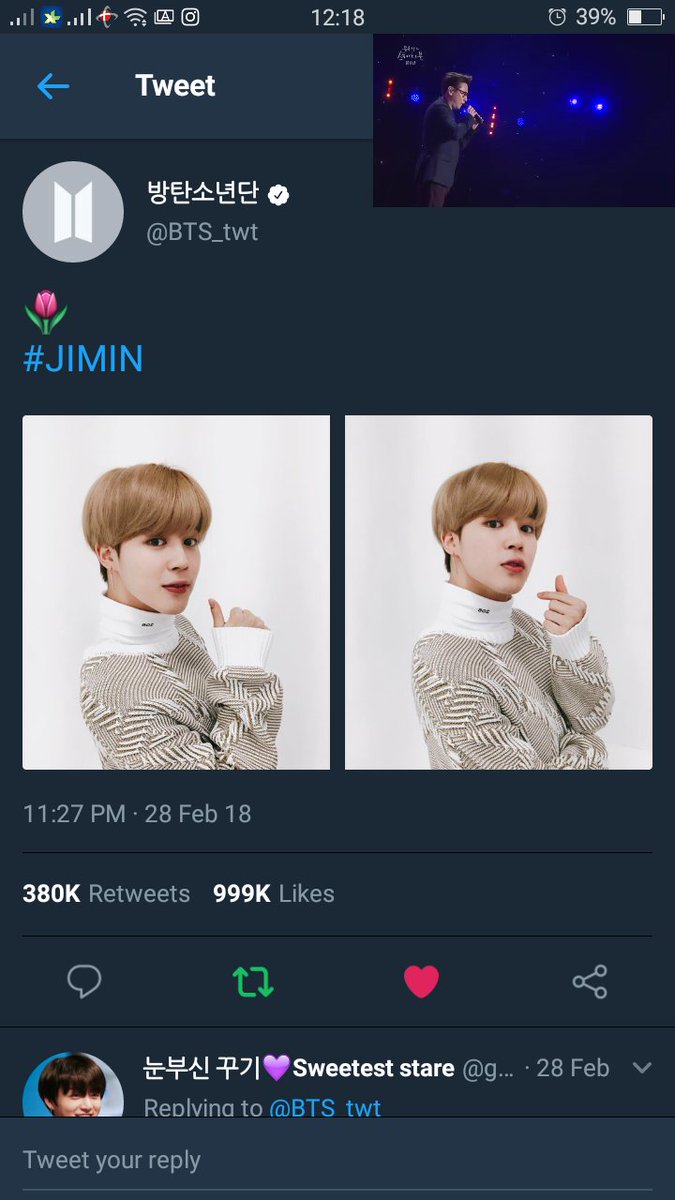 12:18
39%
Tweet
방탄소년단
@BTS_twt
#JIMIN
11:27 PM · 28 Feb 18
380K Retweets 999K Likes
눈부신 꾸기💜Sweetest stare @g... · 28 Feb
Replying to @BTS_twt
Tweet your reply